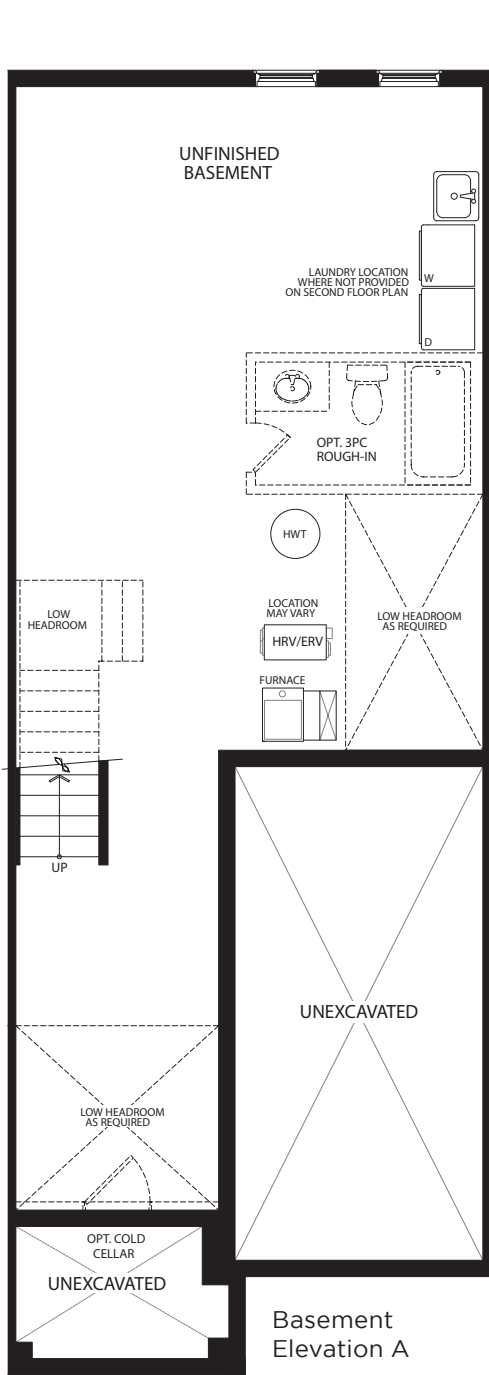 UNFINISHED
BASEMENT
LAUNDRY LOCATION
WHERE NOT PROVIDED
ON SECOND FLOOR PLAN
W
D
OPT. 3PC
ROUGH-IN
HWT
LOW
HEADROOM
LOCATION
MAY VARY
HRV/ERV
LOW HEADROOM
AS REQUIRED
FURNACE
UP
UNEXCAVATED
LOW HEADROOM
AS REQUIRED
OPT. COLD
CELLAR
UNEXCAVATED
Basement
Elevation A